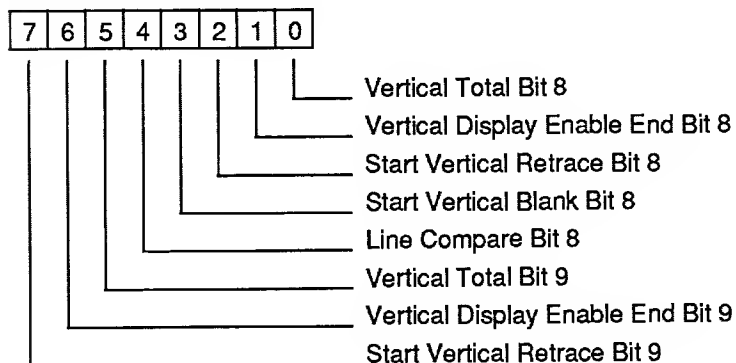 7 6 5 4 3 2 1 0
Vertical Total Bit 8
Vertical Display Enable End Bit 8
Start Vertical Retrace Bit 8
Start Vertical Blank Bit 8
Line Compare Bit 8
Vertical Total Bit 9
Vertical Display Enable End Bit 9
Start Vertical Retrace Bit 9